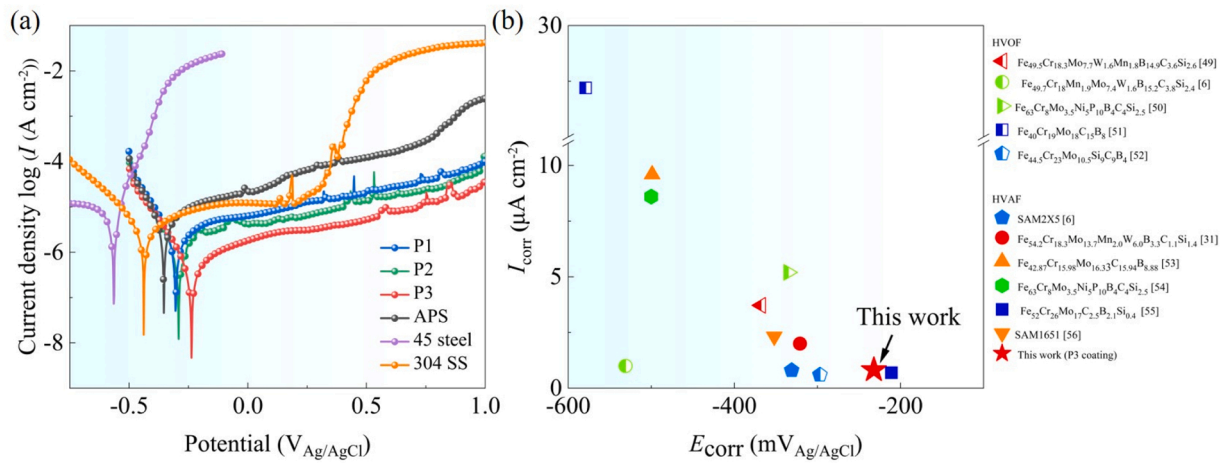 (a)
-2
-4
-6
-8
Current density log (I (A cm⁻²))
-0.5
0.0
0.5
1.0
Potential (V_Ag/AgCl)
P1
P2
P3
APS
45 steel
304 SS
(b)
30
10
5
0
I_corr (μA cm⁻²)
-600
-400
-200
E_corr (mV_Ag/AgCl)
This work
HVOF
Fe₄₉.₅Cr₁₈.₃Mo₇.₇W₁.₆Mn₁.₈B₁₄.₉C₃.₆Si₂.₆ [49]
Fe₄₉.₇Cr₁₈Mn₁.₉Mo₇.₄W₁.₆B₁₅.₂C₃.₈Si₂.₄ [6]
Fe₆₃Cr₈Mo₃.₅Ni₅P₁₀B₄C₄Si₂.₅ [50]
Fe₄₀Cr₁₉Mo₁₈C₁₅B₈ [51]
Fe₄₄.₅Cr₂₃Mo₁₀.₅Si₉C₉B₄ [52]
HVAF
SAM2X5 [6]
Fe₅₄.₂Cr₁₈.₃Mo₁₃.₇Mn₂.₀W₆.₀B₃.₃C₁.₁Si₁.₄ [31]
Fe₄₂.₈₇Cr₁₅.₉₈Mo₁₆.₃₃C₁₅.₉₄B₈.₈₈ [53]
Fe₆₃Cr₈Mo₃.₅Ni₅P₁₀B₄C₄Si₂.₅ [54]
Fe₅₂Cr₂₆Mo₁₇C₂.₅B₂.₁Si₀.₄ [55]
SAM1651 [56]
This work (P3 coating)